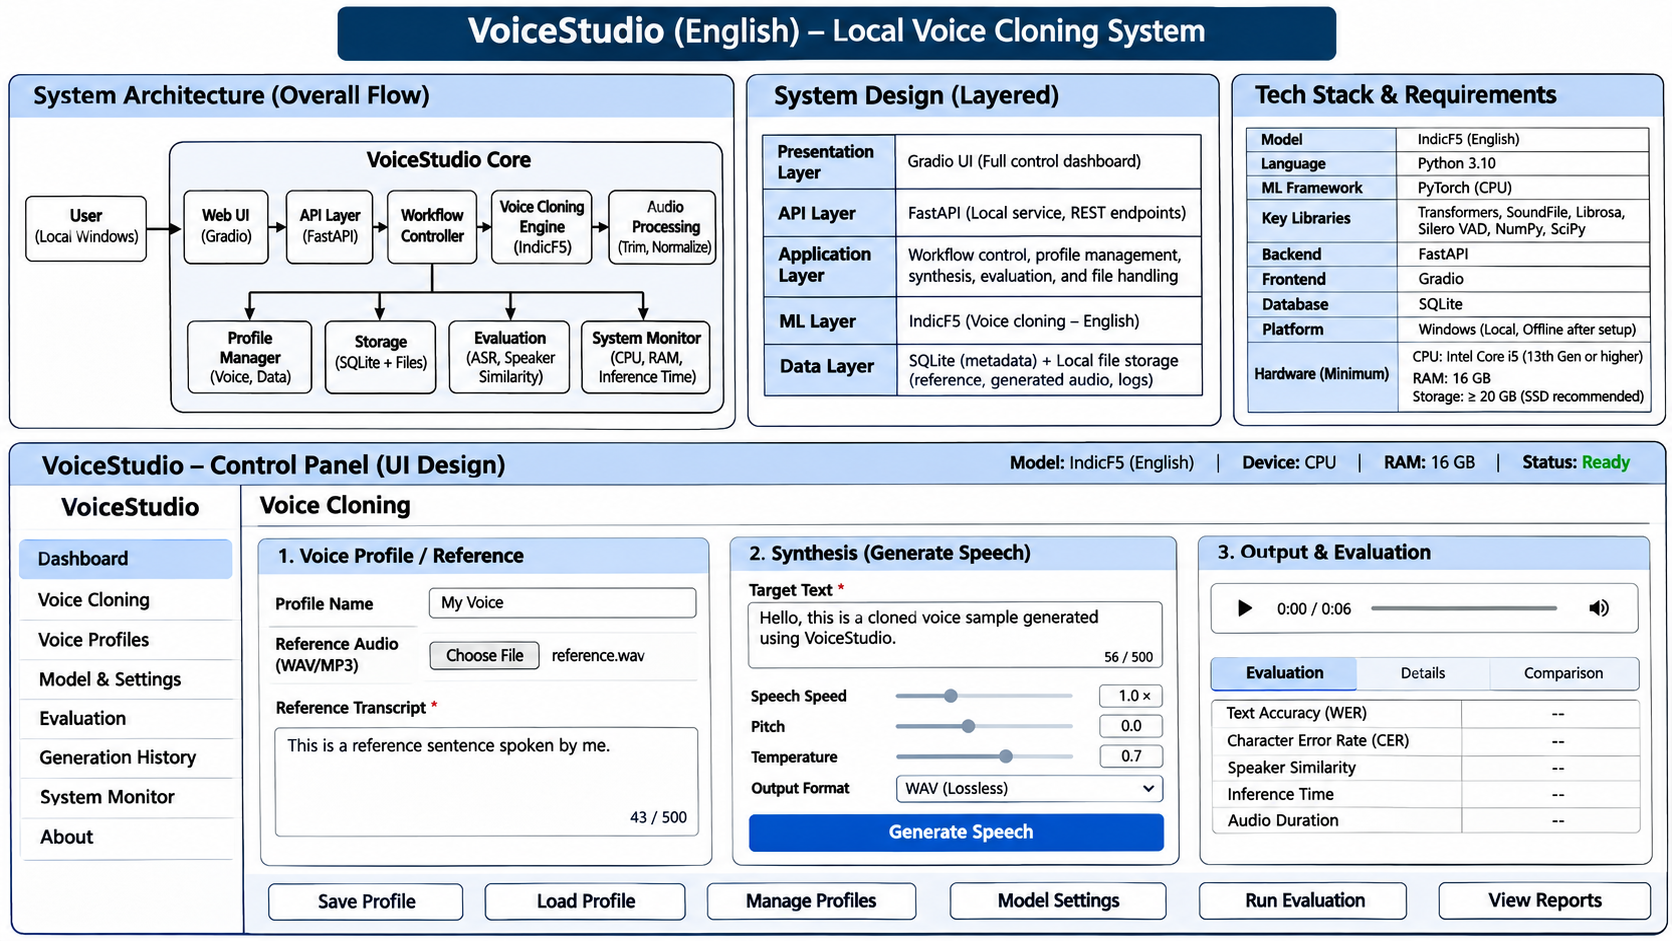 VoiceStudio (English) – Local Voice Cloning System
System Architecture (Overall Flow)
VoiceStudio Core
User
(Local Windows)
Web UI
(Gradio)
API Layer
(FastAPI)
Workflow
Controller
Voice Cloning
Engine
(IndicF5)
Audio
Processing
(Trim, Normalize)
Profile
Manager
(Voice, Data)
Storage
(SQLite + Files)
Evaluation
(ASR, Speaker
Similarity)
System Monitor
(CPU, RAM,
Inference Time)
System Design (Layered)
Presentation
Layer
Gradio UI (Full control dashboard)
API Layer
FastAPI (Local service, REST endpoints)
Application
Layer
Workflow control, profile management,
synthesis, evaluation, and file handling
ML Layer
IndicF5 (Voice cloning – English)
Data Layer
SQLite (metadata) + Local file storage
(reference, generated audio, logs)
Tech Stack & Requirements
Model
IndicF5 (English)
Language
Python 3.10
ML Framework
PyTorch (CPU)
Key Libraries
Transformers, SoundFile, Librosa,
Silero VAD, NumPy, SciPy
Backend
FastAPI
Frontend
Gradio
Database
SQLite
Platform
Windows (Local, Offline after setup)
Hardware (Minimum)
CPU: Intel Core i5 (13th Gen or higher)
RAM: 16 GB
Storage: ≥ 20 GB (SSD recommended)
VoiceStudio – Control Panel (UI Design)
Model: IndicF5 (English) | Device: CPU | RAM: 16 GB | Status: Ready
VoiceStudio
Dashboard
Voice Cloning
Voice Profiles
Model & Settings
Evaluation
Generation History
System Monitor
About
Voice Cloning
1. Voice Profile / Reference
Profile Name
My Voice
Reference Audio
(WAV/MP3)
Choose File
reference.wav
Reference Transcript *
This is a reference sentence spoken by me.
43 / 500
2. Synthesis (Generate Speech)
Target Text *
Hello, this is a cloned voice sample generated
using VoiceStudio.
56 / 500
Speech Speed
1.0 ×
Pitch
0.0
Temperature
0.7
Output Format
WAV (Lossless)
Generate Speech
3. Output & Evaluation
0:00 / 0:06
Evaluation
Details
Comparison
Text Accuracy (WER)
--
Character Error Rate (CER)
--
Speaker Similarity
--
Inference Time
--
Audio Duration
--
Save Profile
Load Profile
Manage Profiles
Model Settings
Run Evaluation
View Reports